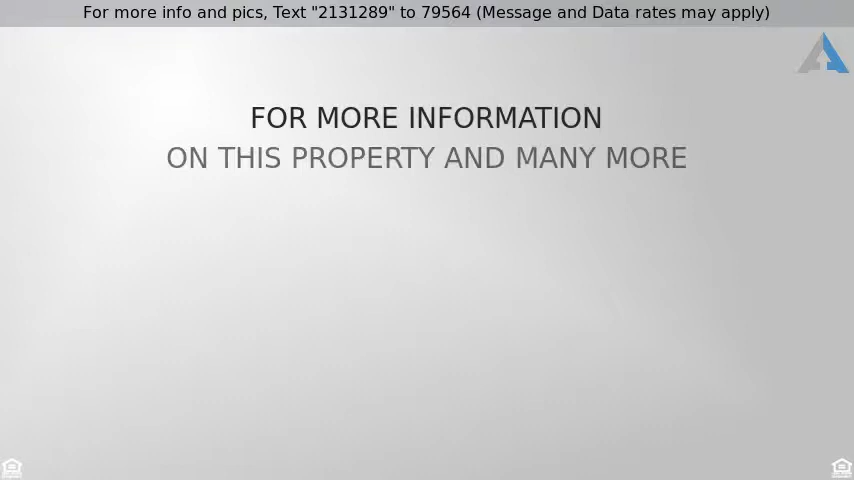 For more info and pics, Text "2131289" to 79564 (Message and Data rates may apply)
FOR MORE INFORMATION
ON THIS PROPERTY AND MANY MORE